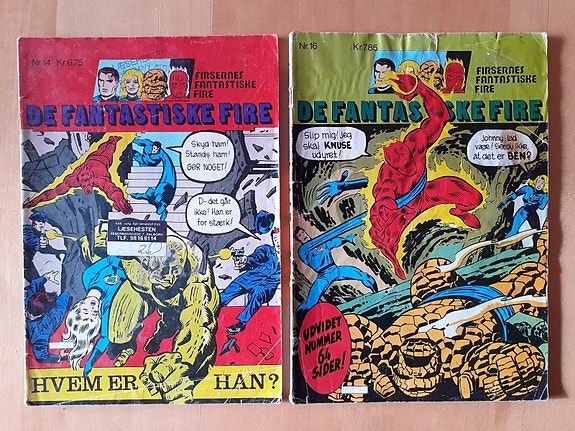 Nr. 14 Kr. 6.75
LÆSEHESTEN
FIRSERNES
FANTASTISKE
FIRE
DE FANTASTISKE FIRE
Skyd ham!
Stands ham!
GØR NOGET!
D-det går
ikke! Han er
for stærk!
LÆSEHESTEN
TLF. 98 16 61 14
HVEM ER HAN?
Nr. 16 Kr. 7.85
FIRSERNES
FANTASTISKE
FIRE
DE FANTASTISKE FIRE
Slip mig! Jeg
skal KNUSE
udyret!
Johnny, lad
være! Ser du ikke,
at det er BEN?
UDVIDET
NUMMER
64
SIDER!